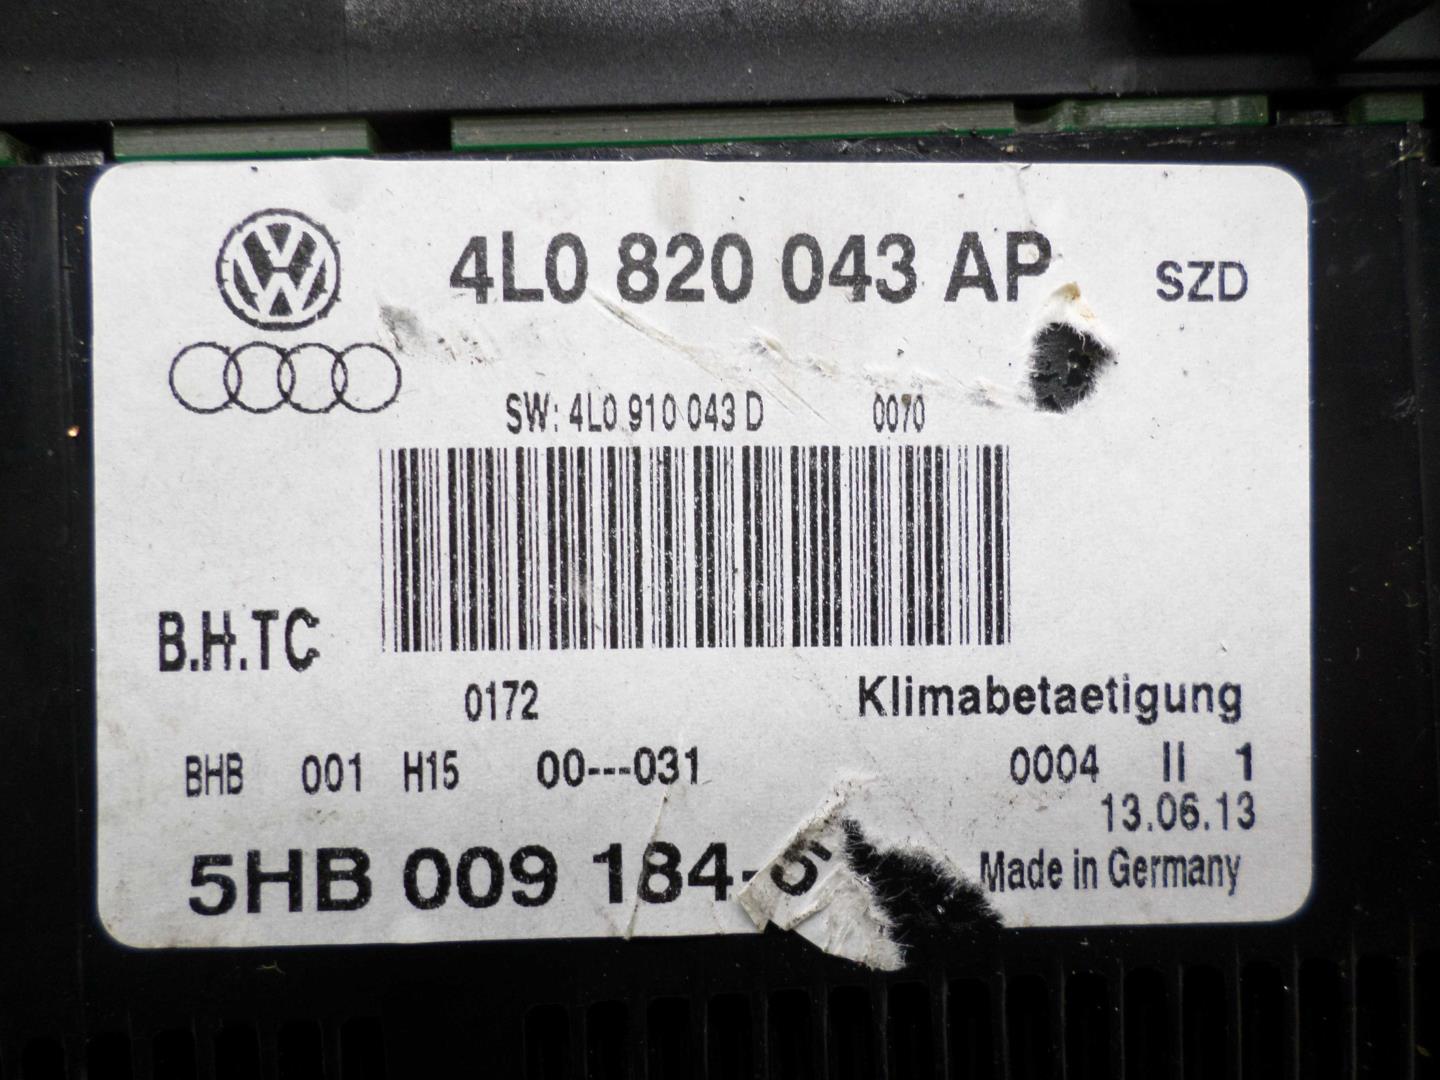 4L0 820 043 AP SZD
SW: 4L0 910 043 D 0070
B.H.TC
0172 Klimabetaetigung
BHB 001 H15 00---031 0004 II 1
13.06.13
5HB 009 184- Made in Germany